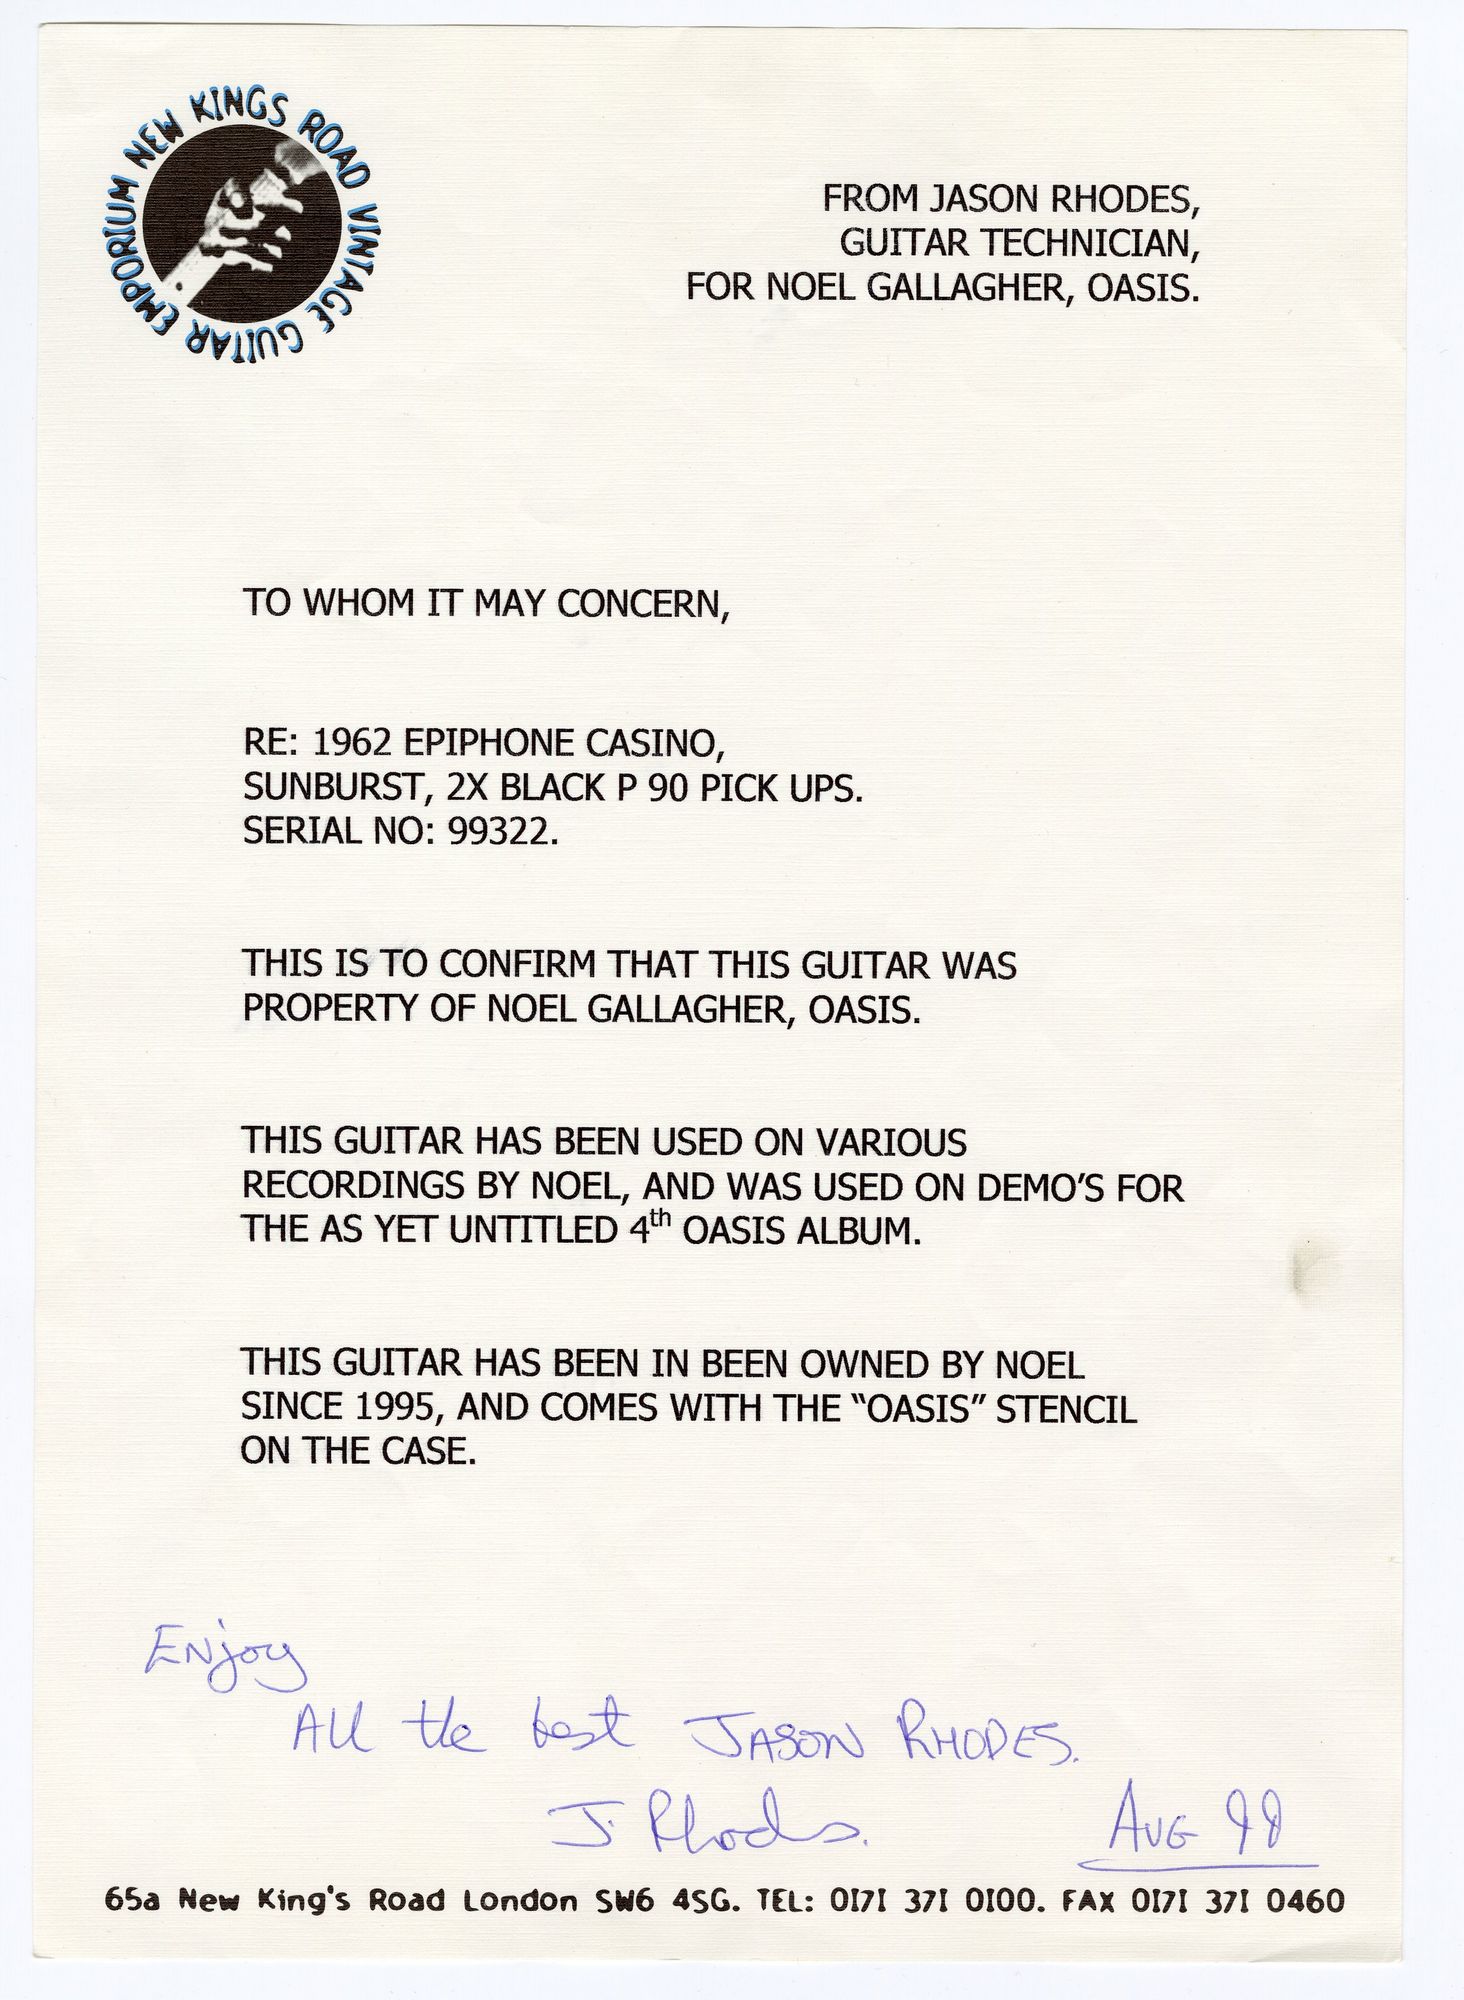 NEW KINGS ROAD VINTAGE GUITAR EMPORIUM
FROM JASON RHODES,
GUITAR TECHNICIAN,
FOR NOEL GALLAGHER, OASIS.
TO WHOM IT MAY CONCERN,
RE: 1962 EPIPHONE CASINO,
SUNBURST, 2X BLACK P 90 PICK UPS.
SERIAL NO: 99322.
THIS IS TO CONFIRM THAT THIS GUITAR WAS
PROPERTY OF NOEL GALLAGHER, OASIS.
THIS GUITAR HAS BEEN USED ON VARIOUS
RECORDINGS BY NOEL, AND WAS USED ON DEMO’S FOR
THE AS YET UNTITLED 4th OASIS ALBUM.
THIS GUITAR HAS BEEN IN BEEN OWNED BY NOEL
SINCE 1995, AND COMES WITH THE “OASIS” STENCIL
ON THE CASE.
ENjoy
All the best JASON RHODES.
J Rhodes. AUG 98
65a New King's Road London SW6 4SG. TEL: 0171 371 0100. FAX 0171 371 0460